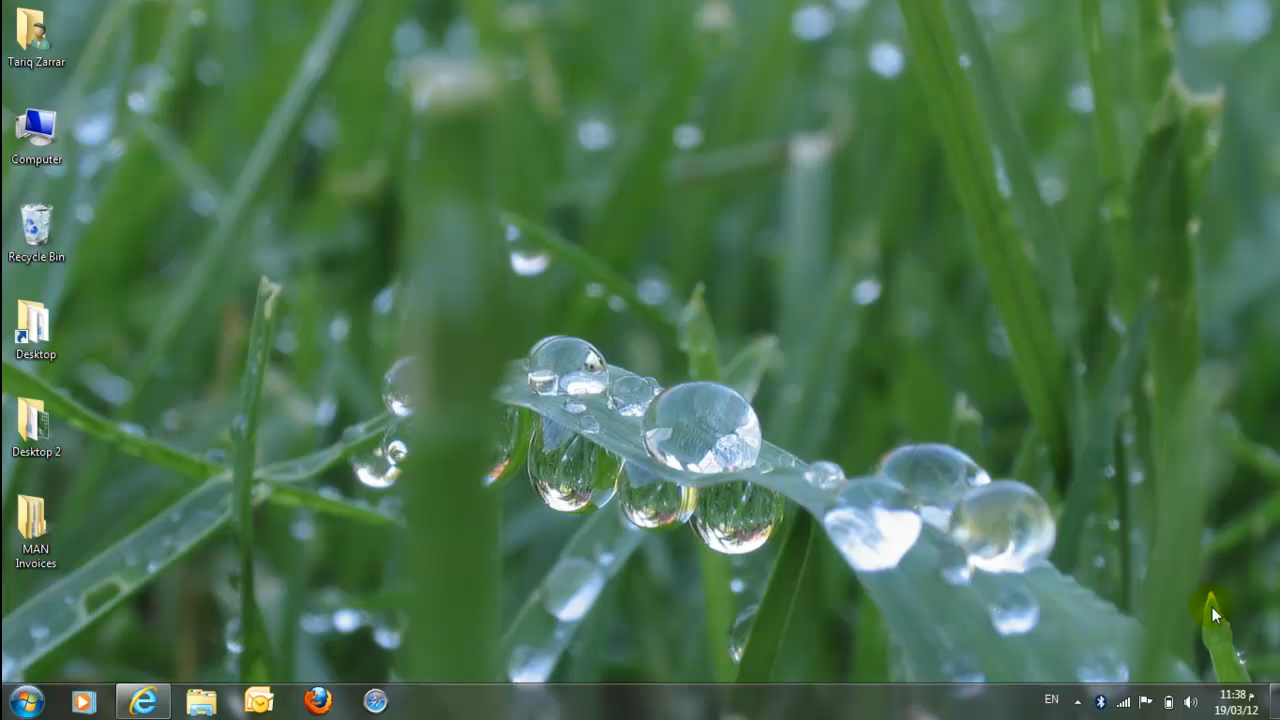 Tariq Zarrar
Computer
Recycle Bin
Desktop
Desktop 2
MAN
Invoices
EN
11:38 م
19/03/12